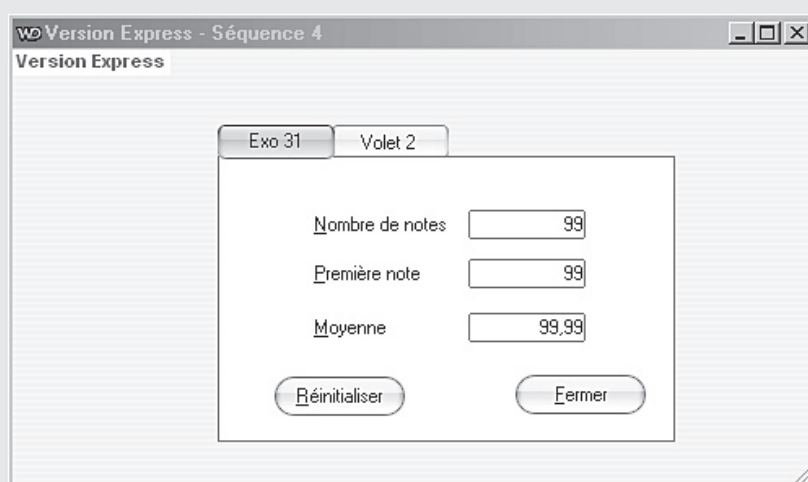 WD Version Express - Séquence 4
Version Express
Exo 31 Volet 2
Nombre de notes 99
Première note 99
Moyenne 99,99
Réinitialiser Fermer